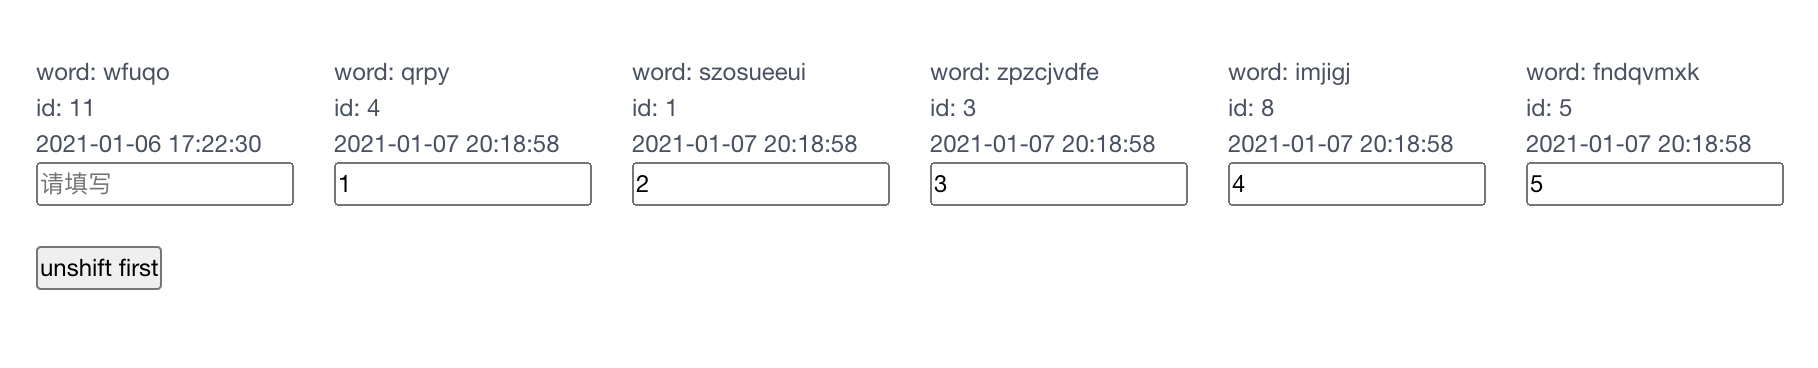 word: wfuqo
id: 11
2021-01-06 17:22:30
请填写
word: qrpy
id: 4
2021-01-07 20:18:58
1
word: szosueeui
id: 1
2021-01-07 20:18:58
2
word: zpzcjvdfe
id: 3
2021-01-07 20:18:58
3
word: imjigj
id: 8
2021-01-07 20:18:58
4
word: fndqvmxk
id: 5
2021-01-07 20:18:58
5
unshift first